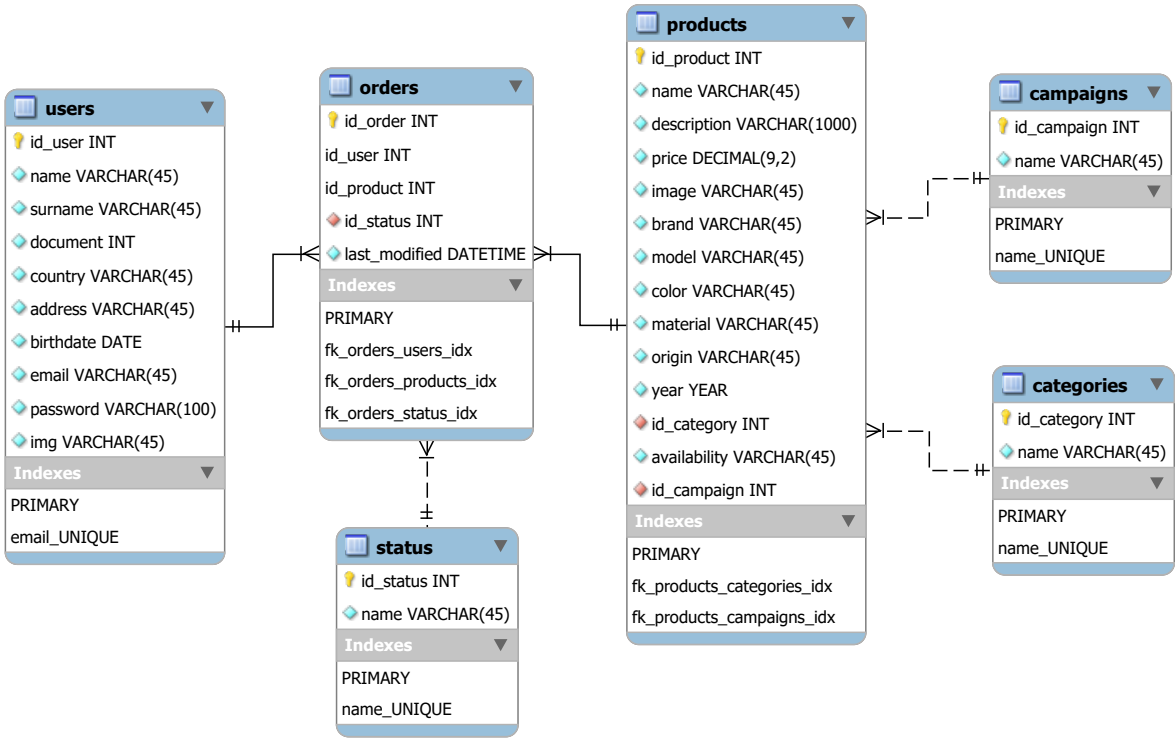 users
id_user INT
name VARCHAR(45)
surname VARCHAR(45)
document INT
country VARCHAR(45)
address VARCHAR(45)
birthdate DATE
email VARCHAR(45)
password VARCHAR(100)
img VARCHAR(45)
Indexes
PRIMARY
email_UNIQUE
orders
id_order INT
id_user INT
id_product INT
id_status INT
last_modified DATETIME
Indexes
PRIMARY
fk_orders_users_idx
fk_orders_products_idx
fk_orders_status_idx
status
id_status INT
name VARCHAR(45)
Indexes
PRIMARY
name_UNIQUE
products
id_product INT
name VARCHAR(45)
description VARCHAR(1000)
price DECIMAL(9,2)
image VARCHAR(45)
brand VARCHAR(45)
model VARCHAR(45)
color VARCHAR(45)
material VARCHAR(45)
origin VARCHAR(45)
year YEAR
id_category INT
availability VARCHAR(45)
id_campaign INT
Indexes
PRIMARY
fk_products_categories_idx
fk_products_campaigns_idx
campaigns
id_campaign INT
name VARCHAR(45)
Indexes
PRIMARY
name_UNIQUE
categories
id_category INT
name VARCHAR(45)
Indexes
PRIMARY
name_UNIQUE